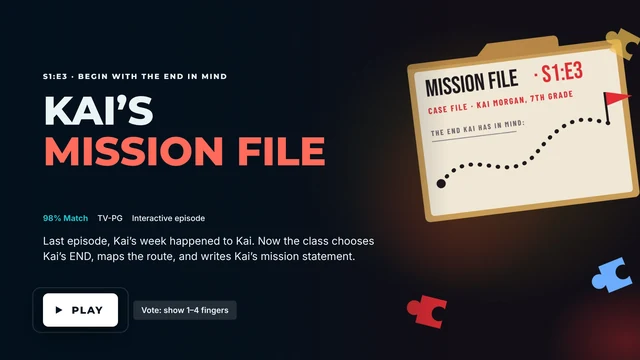 S1:E3 · BEGIN WITH THE END IN MIND
KAI’S
MISSION FILE
98% Match TV-PG Interactive episode
Last episode, Kai’s week happened to Kai. Now the class chooses
Kai’s END, maps the route, and writes Kai’s mission statement.
PLAY
Vote: show 1–4 fingers
MISSION FILE · S1:E3
CASE FILE · KAI MORGAN, 7TH GRADE
THE END KAI HAS IN MIND: